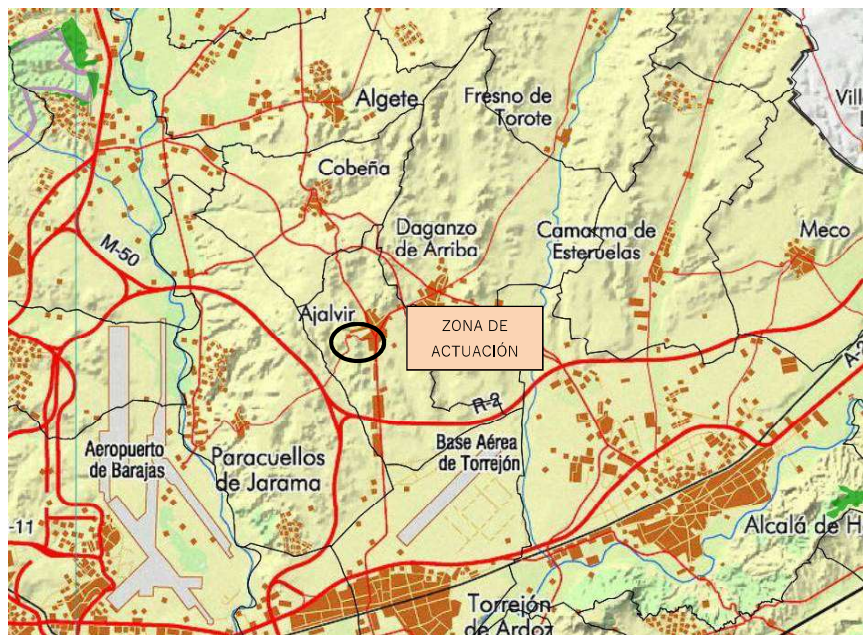 Algete
Fresno de
Torote
Vill
Cobeña
Daganzo
de Arriba
Camarma de
Esteruelas
Meco
M-50
Ajalvir
ZONA DE
ACTUACIÓN
A-2
R-2
Aeropuerto
de Barajas
Paracuellos
de Jarama
Base Aérea
de Torrejón
-11
Alcalá de H
Torrejón
de Ardoz